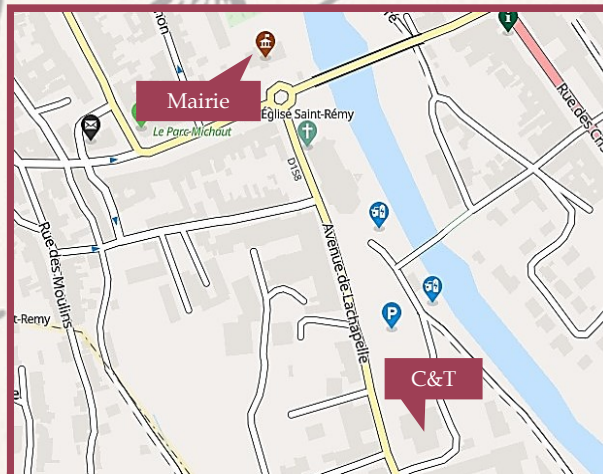 Mairie
Église Saint-Rémy
Le Parc Michaut
D158
Rue des Moulins
Avenue de Lachapelle
P
C&T
i